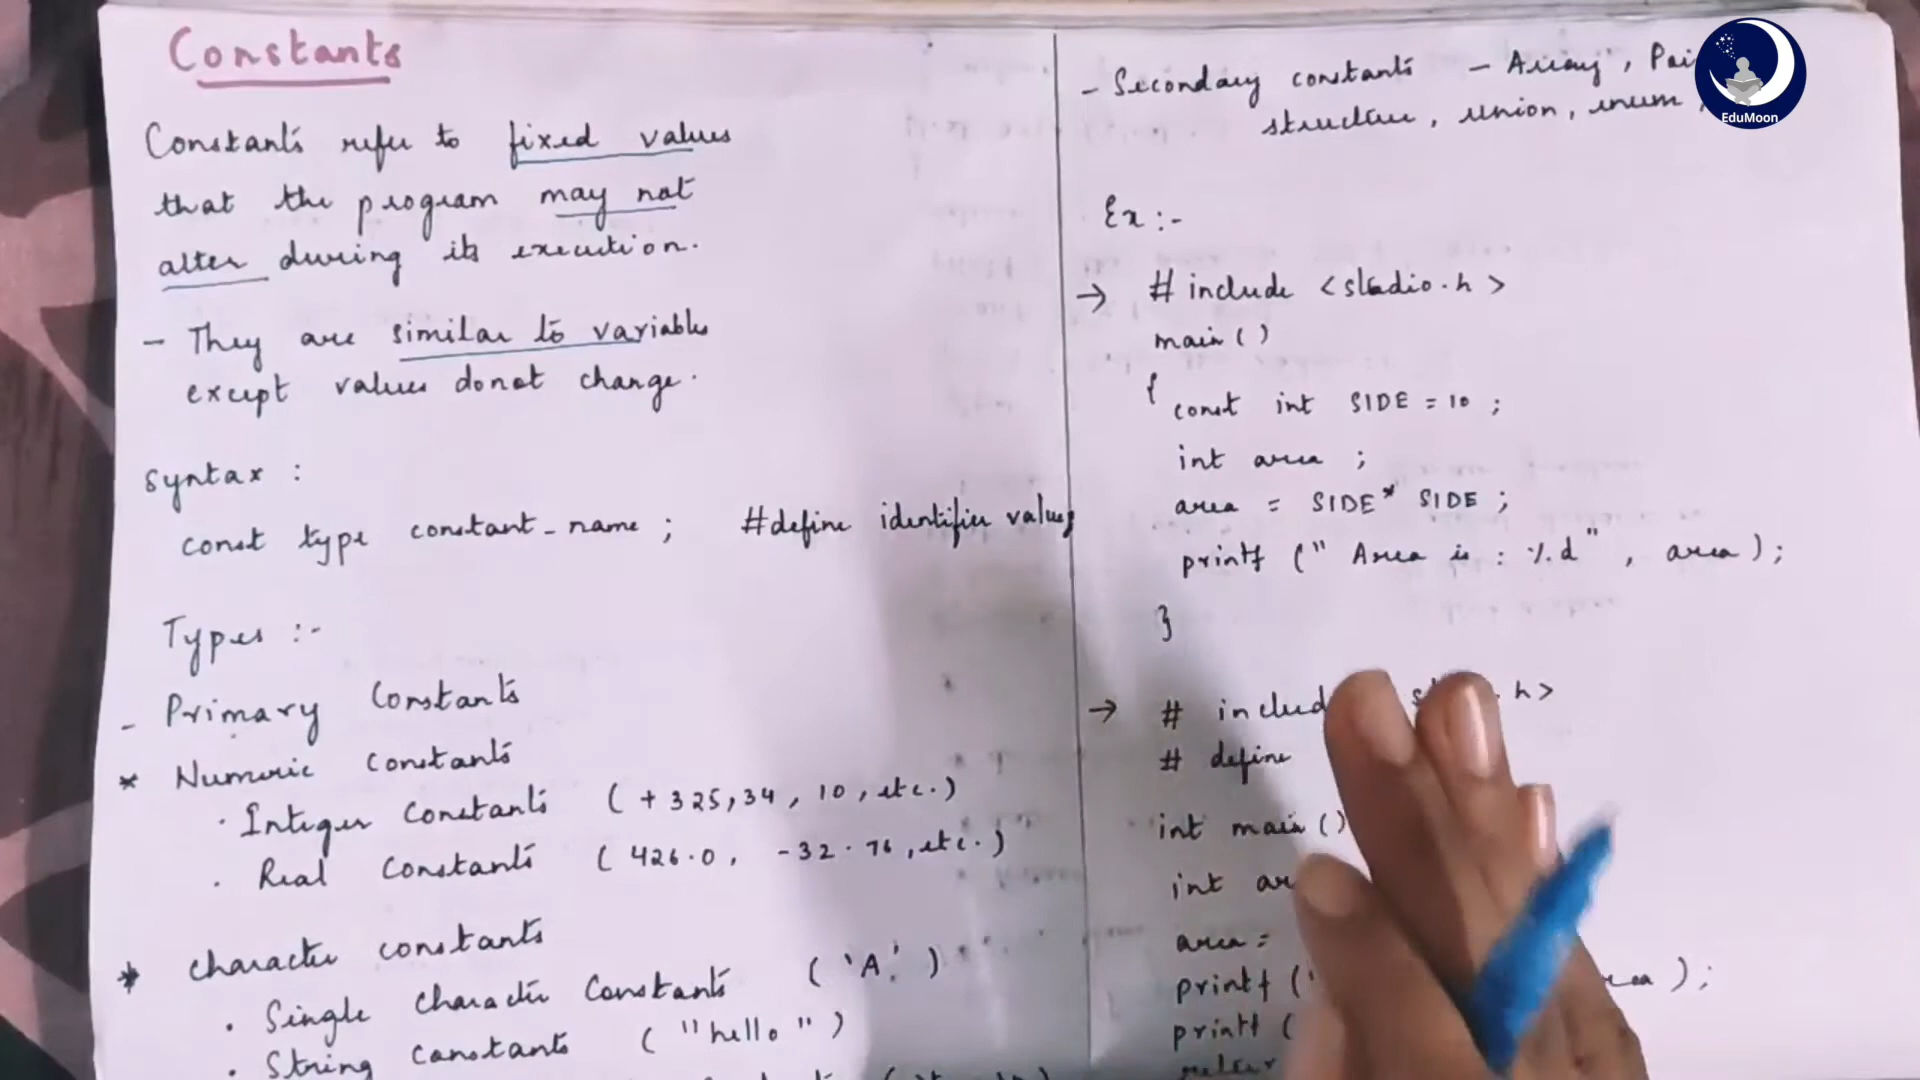 Constants
Constants refer to fixed values
that the program may not
alter during its execution.
- They are similar to variables
except values donot change.
Syntax :
const type constant_name ; #define identifier values
Types :-
- Primary Constants
* Numeric constants
· Integer Constants ( +325, 34, 10, etc.)
· Real Constants ( 426.0, -32.76, etc.)
* Character constants
· Single Character Constants ( 'A'. )
· String Constants ( "hello" )
- Secondary constants - Array,
structure, union, enum,
EduMoon
Ex :-
→ # include <stdio.h>
main ()
{
const int SIDE = 10 ;
int area ;
area = SIDE * SIDE ;
printf (" Area is : %d" , area ) ;
}
→ # includ .h>
# define
int main ()
int
area =
printf (" ) ;
printf (